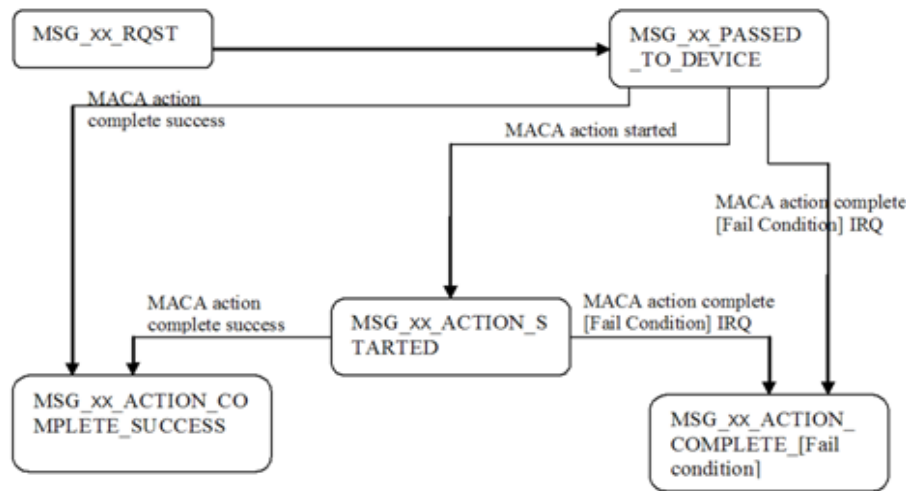 MSG_xx_RQST
MSG_xx_PASSED
_TO_DEVICE
MACA action
complete success
MACA action started
MACA action complete
[Fail Condition] IRQ
MACA action
complete success
MSG_xx_ACTION_S
TARTED
MACA action complete
[Fail Condition] IRQ
MSG_xx_ACTION_CO
MPLETE_SUCCESS
MSG_xx_ACTION_
COMPLETE_[Fail
condition]